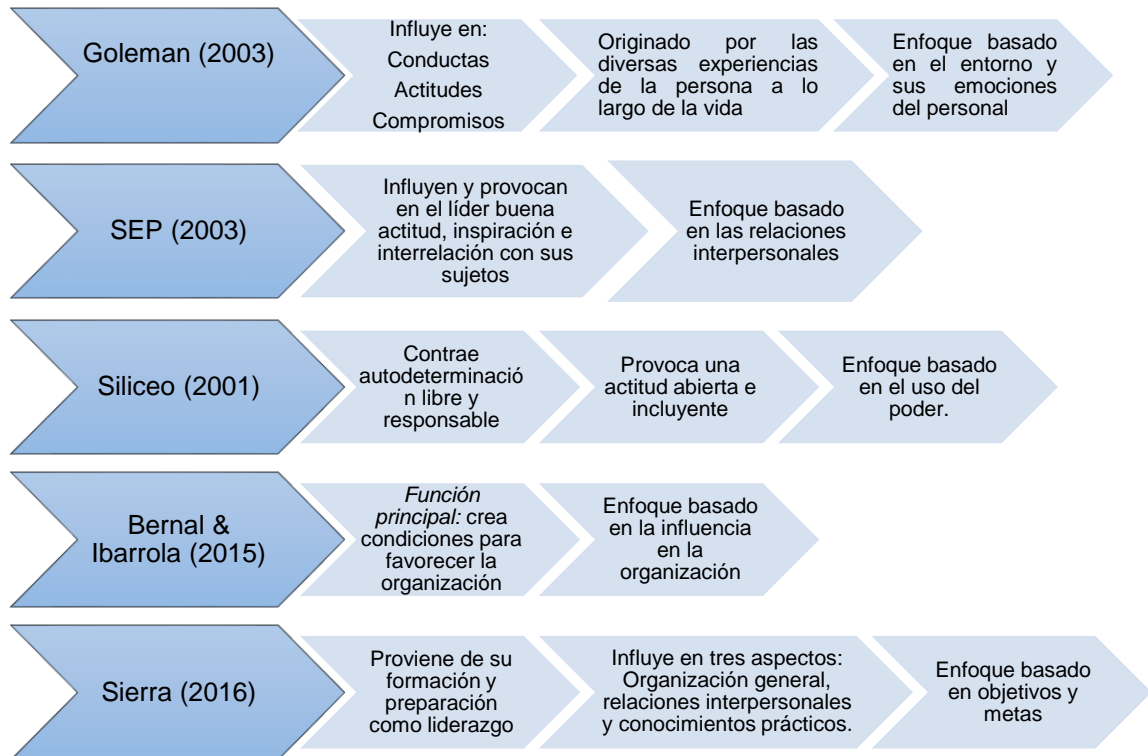 Goleman (2003)
Influye en:
Conductas
Actitudes
Compromisos
Originado por las
diversas experiencias
de la persona a lo
largo de la vida
Enfoque basado
en el entorno y
sus emociones
del personal
SEP (2003)
Influyen y provocan
en el líder buena
actitud, inspiración e
interrelación con sus
sujetos
Enfoque basado
en las relaciones
interpersonales
Siliceo (2001)
Contrae
autodeterminació
n libre y
responsable
Provoca una
actitud abierta e
incluyente
Enfoque basado
en el uso del
poder.
Bernal &
Ibarrola (2015)
Función
principal: crea
condiciones para
favorecer la
organización
Enfoque basado
en la influencia
en la
organización
Sierra (2016)
Proviene de su
formación y
preparación
como liderazgo
Influye en tres aspectos:
Organización general,
relaciones interpersonales
y conocimientos prácticos.
Enfoque basado
en objetivos y
metas